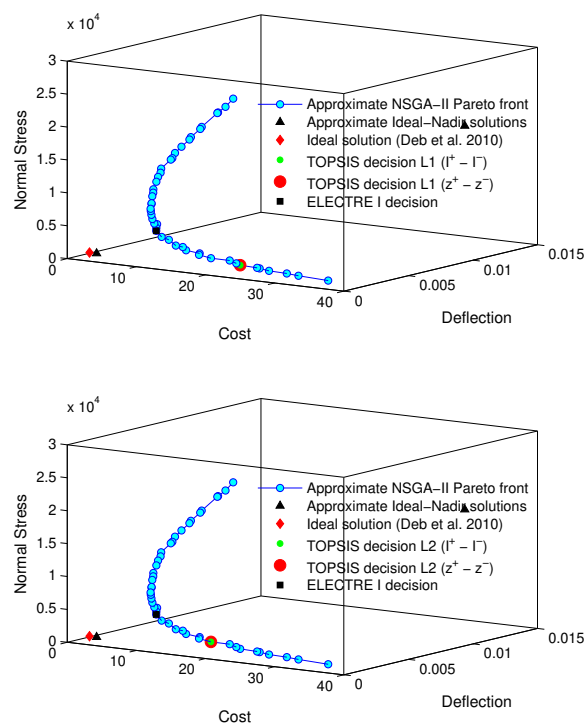 x 10⁴
3
2.5
2
1.5
1
0.5
0
Normal Stress
Approximate NSGA−II Pareto front
Approximate Ideal−Nadir solutions
Ideal solution (Deb et al. 2010)
TOPSIS decision L1 (I⁺ − I⁻)
TOPSIS decision L1 (z⁺ − z⁻)
ELECTRE I decision
0
10
20
30
40
Cost
0
0.005
0.01
0.015
Deflection
x 10⁴
3
2.5
2
1.5
1
0.5
0
Normal Stress
Approximate NSGA−II Pareto front
Approximate Ideal−Nadir solutions
Ideal solution (Deb et al. 2010)
TOPSIS decision L2 (I⁺ − I⁻)
TOPSIS decision L2 (z⁺ − z⁻)
ELECTRE I decision
0
10
20
30
40
Cost
0
0.005
0.01
0.015
Deflection